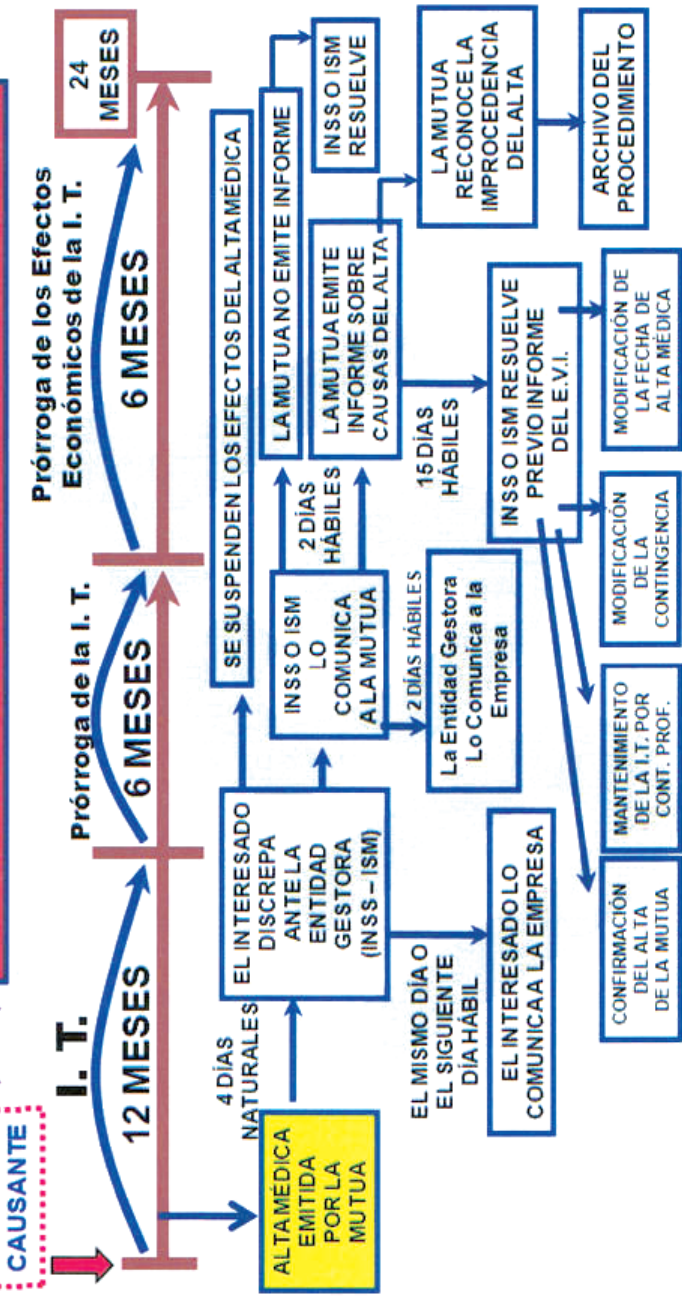 CAUSANTE
I. T.
12 MESES
Prórroga de la I. T.
6 MESES
Prórroga de los Efectos
Económicos de la I. T.
6 MESES
24
MESES
ALTA MÉDICA
EMITIDA
POR LA
MUTUA
4 DÍAS
NATURALES
EL INTERESADO
DISCREPA
ANTE LA
ENTIDAD
GESTORA
(INSS – ISM)
EL MISMO DÍA O
EL SIGUIENTE
DÍA HÁBIL
EL INTERESADO LO
COMUNICA A LA EMPRESA
SE SUSPENDEN LOS EFECTOS DEL ALTA MÉDICA
INSS O ISM
LO
COMUNICA
A LA MUTUA
2 DÍAS HÁBILES
La Entidad Gestora
Lo Comunica a la
Empresa
2 DÍAS
HÁBILES
LA MUTUA NO EMITE INFORME
INSS O ISM
RESUELVE
LA MUTUA EMITE
INFORME SOBRE
CAUSAS DEL ALTA
LA MUTUA
RECONOCE LA
IMPROCEDENCIA
DEL ALTA
ARCHIVO DEL
PROCEDIMIENTO
15 DÍAS
HÁBILES
INSS O ISM RESUELVE
PREVIO INFORME
DEL E.V.I.
CONFIRMACIÓN
DEL ALTA
DE LA MUTUA
MANTENIMIENTO
DE LA I.T. POR
CONT. PROF.
MODIFICACIÓN
DE LA
CONTINGENCIA
MODIFICACIÓN DE
LA FECHA DE
ALTA MÉDICA